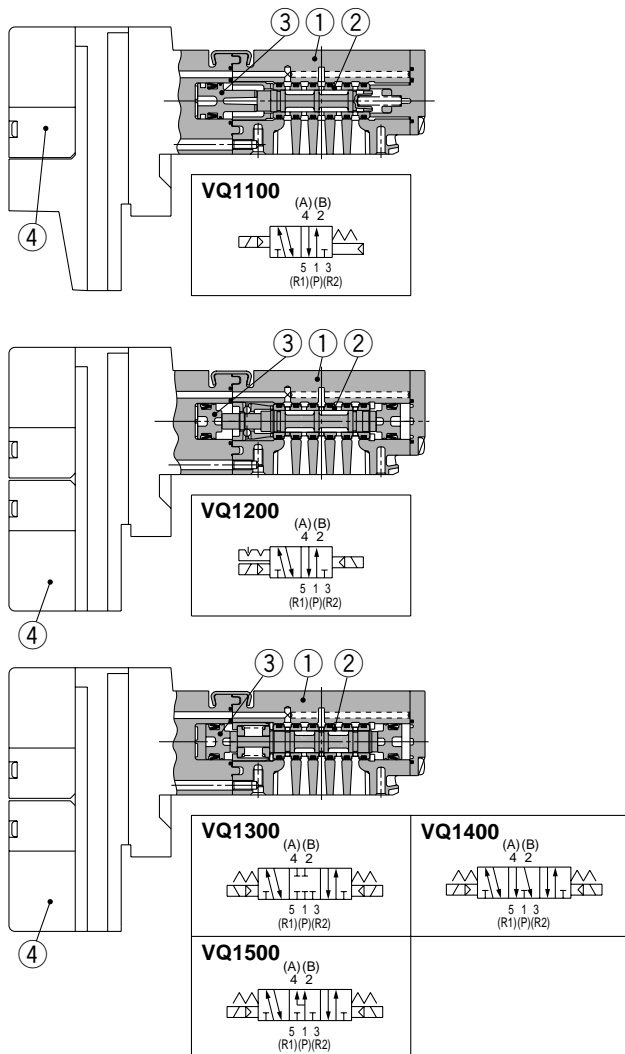 ③ ① ②
④
VQ1100
(A) (B)
4 2
5 1 3
(R1)(P)(R2)
③ ① ②
VQ1200
(A) (B)
4 2
5 1 3
(R1)(P)(R2)
④
③ ① ②
④
VQ1300
(A) (B)
4 2
5 1 3
(R1)(P)(R2)
VQ1400
(A) (B)
4 2
5 1 3
(R1)(P)(R2)
VQ1500
(A) (B)
4 2
5 1 3
(R1)(P)(R2)